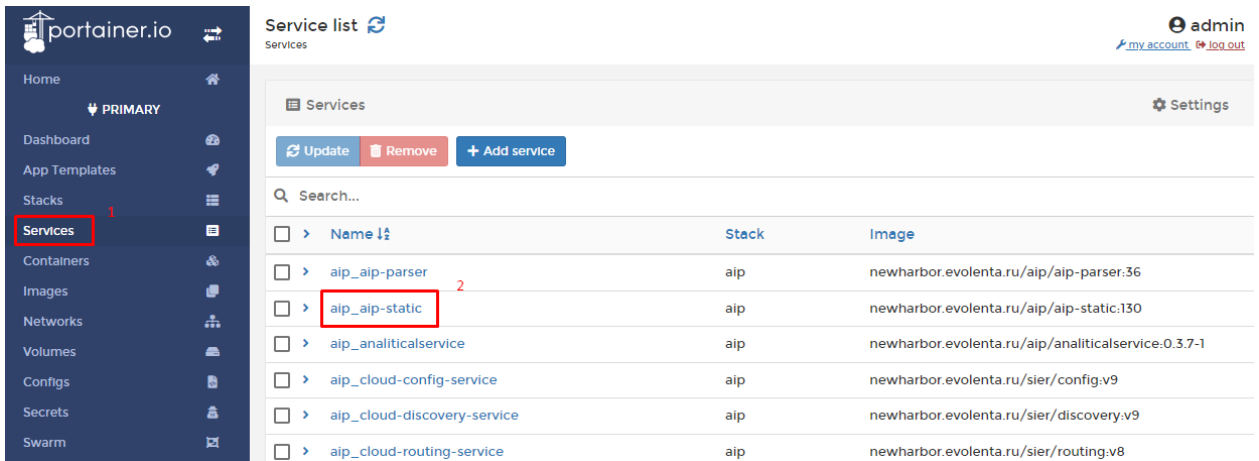 portainer.io
Service list
admin
Services
my account log out
Home
PRIMARY
Dashboard
App Templates
Stacks
Services
Containers
Images
Networks
Volumes
Configs
Secrets
Swarm
1
Services
Settings
Update Remove + Add service
Search...
Name Stack Image
aip_aip-parser aip newharbor.evolenta.ru/aip/aip-parser:36
2
aip_aip-static aip newharbor.evolenta.ru/aip/aip-static:130
aip_analiticalservice aip newharbor.evolenta.ru/aip/analiticalservice:0.3.7-1
aip_cloud-config-service aip newharbor.evolenta.ru/sier/config:v9
aip_cloud-discovery-service aip newharbor.evolenta.ru/sier/discovery:v9
aip_cloud-routing-service aip newharbor.evolenta.ru/sier/routing:v8